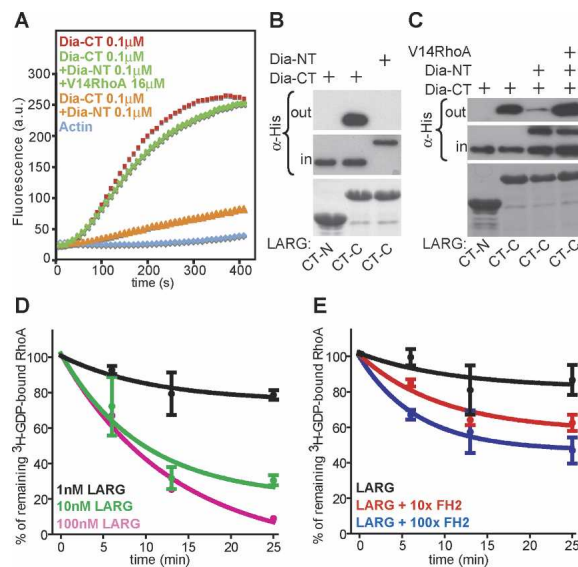 A
Dia-CT 0.1µM
Dia-CT 0.1µM
+Dia-NT 0.1µM
+V14RhoA 16µM
Dia-CT 0.1µM
+Dia-NT 0.1µM
Actin
Fluorescence (a.u.)
300
250
200
150
100
50
0
0 100 200 300 400
time (s)
B
Dia-NT +
Dia-CT + +
α-His
out
in
LARG:
CT-N CT-C CT-C
C
V14RhoA +
Dia-NT + +
Dia-CT + + + +
α-His
out
in
LARG:
CT-N CT-C CT-C CT-C
D
% of remaining ³H-GDP-bound RhoA
100
80
60
40
20
0
1nM LARG
10nM LARG
100nM LARG
0 5 10 15 20 25
time (min)
E
% of remaining ³H-GDP-bound RhoA
100
80
60
40
20
0
LARG
LARG + 10x FH2
LARG + 100x FH2
0 5 10 15 20 25
time (min)